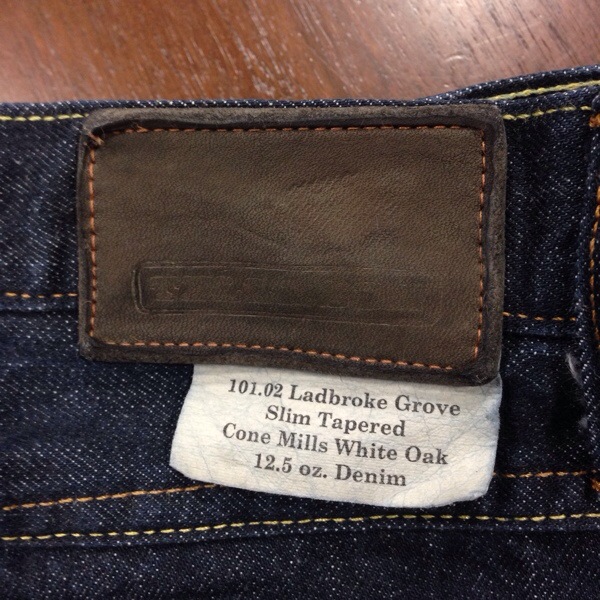 101.02 Ladbroke Grove
Slim Tapered
Cone Mills White Oak
12.5 oz. Denim